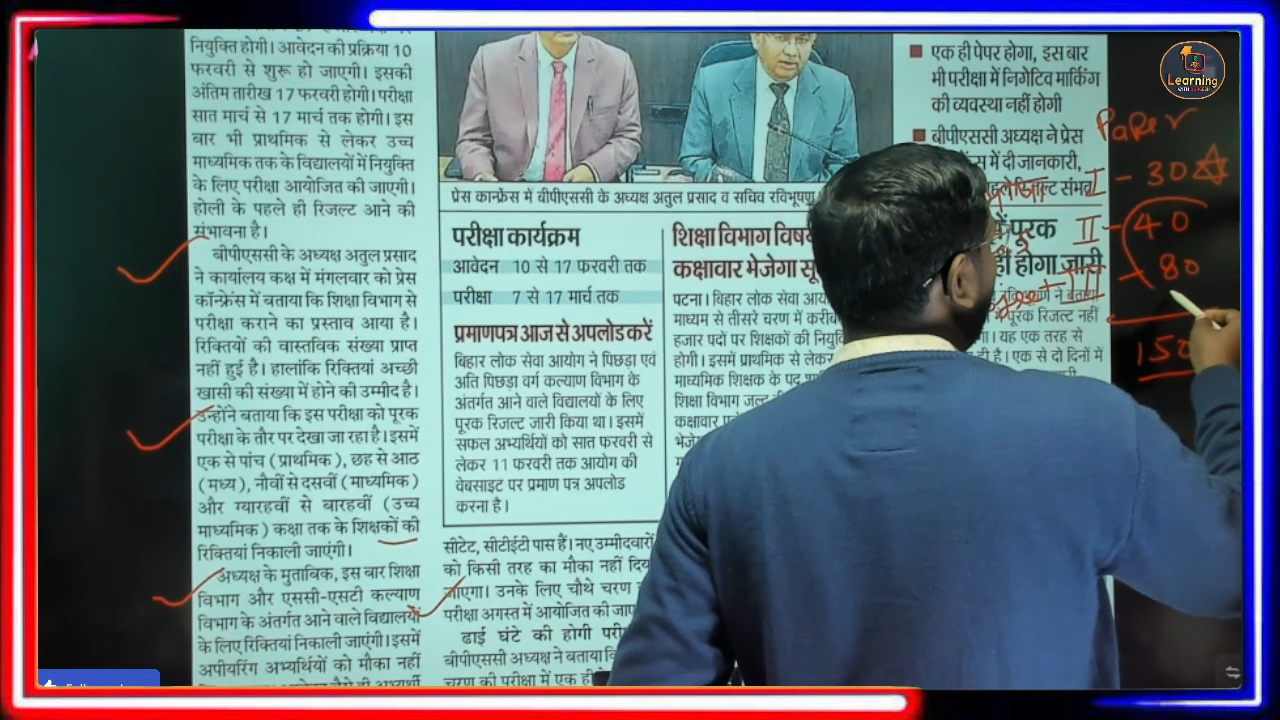 नियुक्ति होगी। आवेदन की प्रक्रिया 10
फरवरी से शुरू हो जाएगी। इसकी
अंतिम तारीख 17 फरवरी होगी। परीक्षा
सात मार्च से 17 मार्च तक होगी। इस
बार भी प्राथमिक से लेकर उच्च
माध्यमिक तक के विद्यालयों में नियुक्ति
के लिए परीक्षा आयोजित की जाएगी।
होली के पहले ही रिजल्ट आने की
संभावना है।
बीपीएससी के अध्यक्ष अतुल प्रसाद
ने कार्यालय कक्ष में मंगलवार को प्रेस
कॉन्फ्रेंस में बताया कि शिक्षा विभाग से
परीक्षा कराने का प्रस्ताव आया है।
रिक्तियों की वास्तविक संख्या प्राप्त
नहीं हुई है। हालांकि रिक्तियां अच्छी
खासी की संख्या में होने की उम्मीद है।
उन्होंने बताया कि इस परीक्षा को पूरक
परीक्षा के तौर पर देखा जा रहा है। इसमें
एक से पांच (प्राथमिक), छह से आठ
(मध्य), नौवीं से दसवीं (माध्यमिक)
और ग्यारहवीं से बारहवीं (उच्च
माध्यमिक) कक्षा तक के शिक्षकों की
रिक्तियां निकाली जाएंगी।
अध्यक्ष के मुताबिक, इस बार शिक्षा
विभाग और एससी-एसटी कल्याण
विभाग के अंतर्गत आने वाले विद्यालयों
के लिए रिक्तियां निकाली जाएंगी। इसमें
अपीयरिंग अभ्यर्थियों को मौका नहीं
प्रेस कान्फ्रेंस में बीपीएससी के अध्यक्ष अतुल प्रसाद व सचिव रविभूषण
परीक्षा कार्यक्रम
आवेदन 10 से 17 फरवरी तक
परीक्षा 7 से 17 मार्च तक
प्रमाणपत्र आज से अपलोड करें
बिहार लोक सेवा आयोग ने पिछड़ा एवं
अति पिछड़ा वर्ग कल्याण विभाग के
अंतर्गत आने वाले विद्यालयों के लिए
पूरक रिजल्ट जारी किया था। इसमें
सफल अभ्यर्थियों को सात फरवरी से
लेकर 11 फरवरी तक आयोग की
वेबसाइट पर प्रमाण पत्र अपलोड
करना है।
सीटेट, सीटीईटी पास हैं। नए उम्मीदवारों
को किसी तरह का मौका नहीं
जाएगा। उनके लिए चौथे चरण
परीक्षा अगस्त में आयोजित की
ढाई घंटे की होगी
बीपीएससी अध्यक्ष ने बताया
चरण की परीक्षा में एक ही
शिक्षा विभाग
कक्षावार भेजेगा
पटना। बिहार लोक सेवा
माध्यम से तीसरे चरण में करीब
हजार पदों पर शिक्षकों की
होगी। इसमें प्राथमिक से लेकर
माध्यमिक शिक्षक के पद
शिक्षा विभाग जल्द
कक्षावार
एक ही पेपर होगा, इस बार
भी परीक्षा में निगेटिव मार्किंग
की व्यवस्था नहीं होगी
बीपीएससी अध्यक्ष ने प्रेस
में दी जानकारी,
संभव
में पूरक
होगा जारी
ने बताया
पूरक रिजल्ट नहीं
यह एक तरह से
है। एक से दो दिनों में
Paper
I - 30
II - 40
III - 80
150
Learning